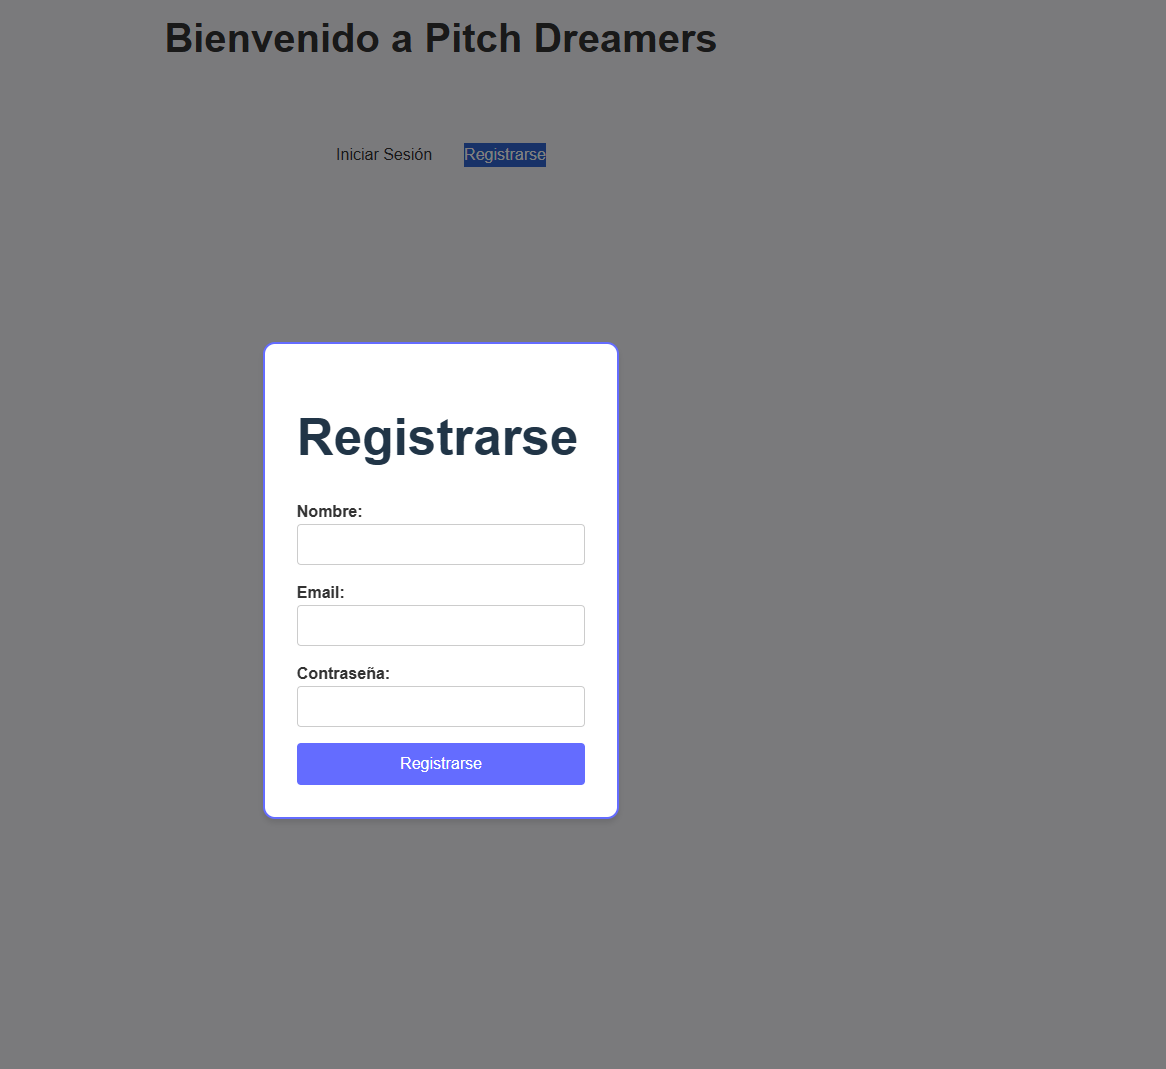 Bienvenido a Pitch Dreamers
Iniciar Sesión Registrarse
Registrarse
Nombre:
Email:
Contraseña:
Registrarse